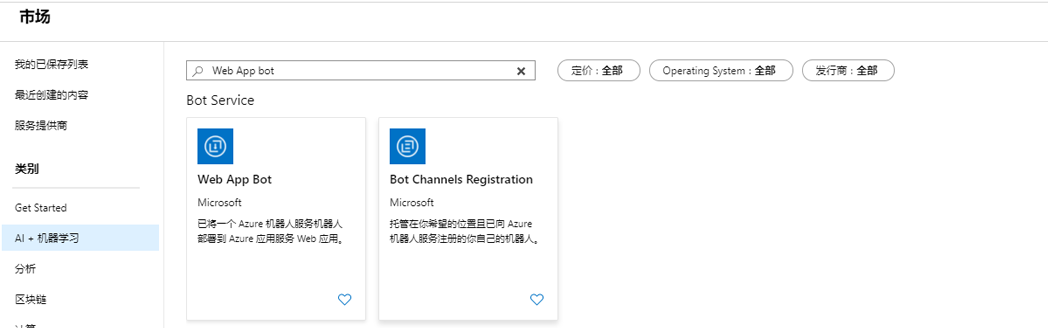 市场
我的已保存列表
最近创建的内容
服务提供商
类别
Get Started
AI + 机器学习
分析
区块链
Web App bot
定价 : 全部
Operating System : 全部
发行商 : 全部
Bot Service
Web App Bot
Microsoft
已将一个 Azure 机器人服务机器人
部署到 Azure 应用服务 Web 应用。
Bot Channels Registration
Microsoft
托管在你希望的位置且已向 Azure
机器人服务注册的你自己的机器人。